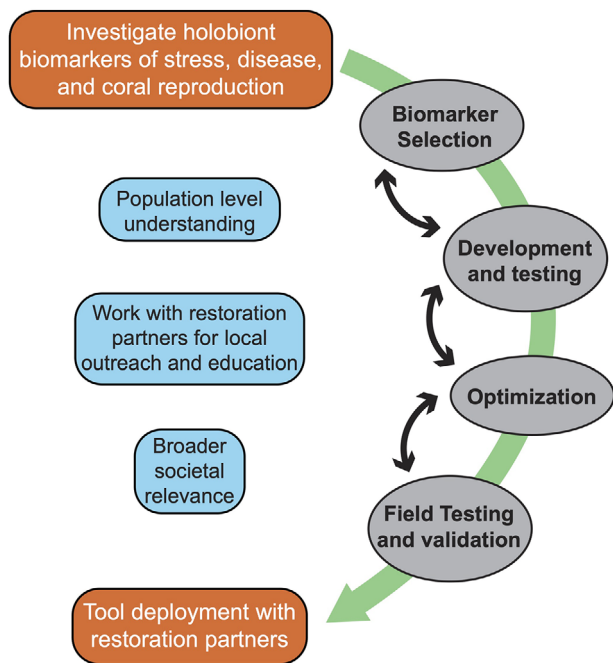 Investigate holobiont
biomarkers of stress, disease,
and coral reproduction
Biomarker
Selection
Population level
understanding
Development
and testing
Work with restoration
partners for local
outreach and education
Optimization
Broader
societal
relevance
Field Testing
and validation
Tool deployment with
restoration partners